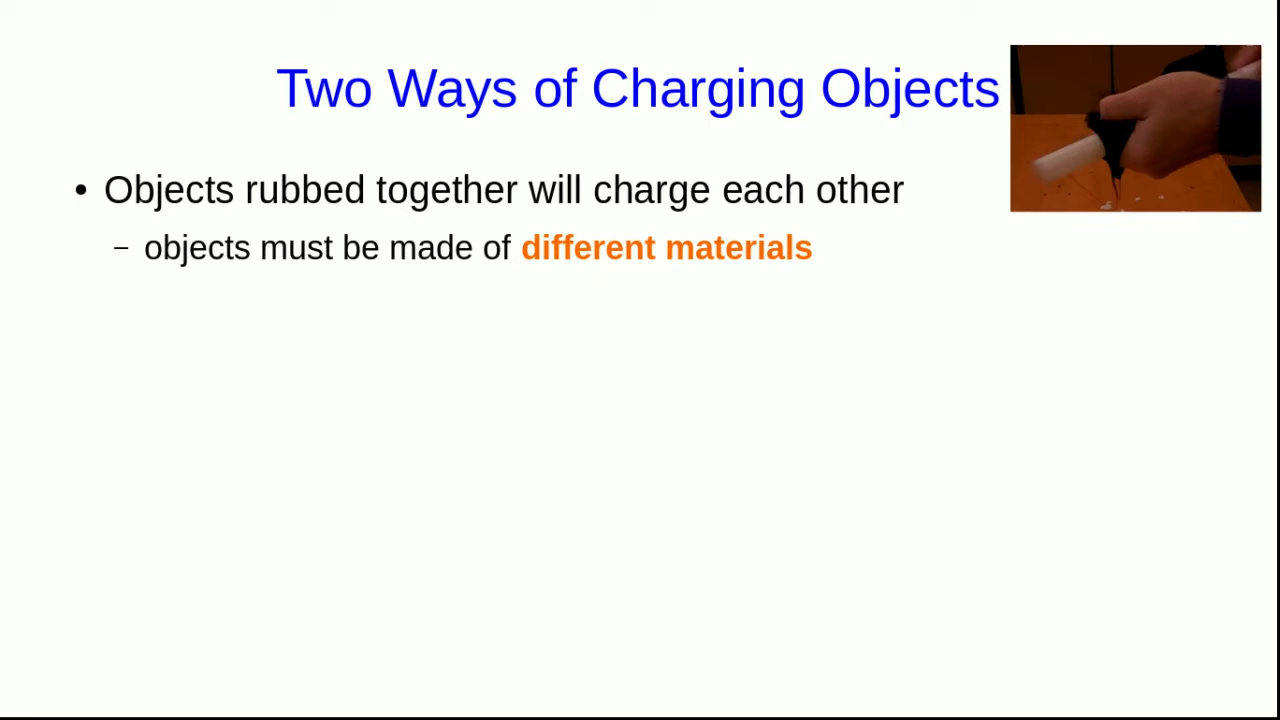 Two Ways of Charging Objects
• Objects rubbed together will charge each other
– objects must be made of different materials